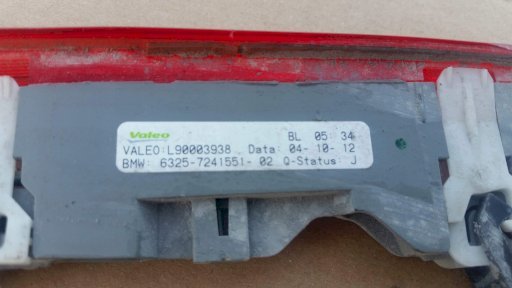 Valeo BL 05: 34
VALEO:L90003938 Data: 04- 10- 12
BMW: 6325-7241551- 02 Q-Status: J